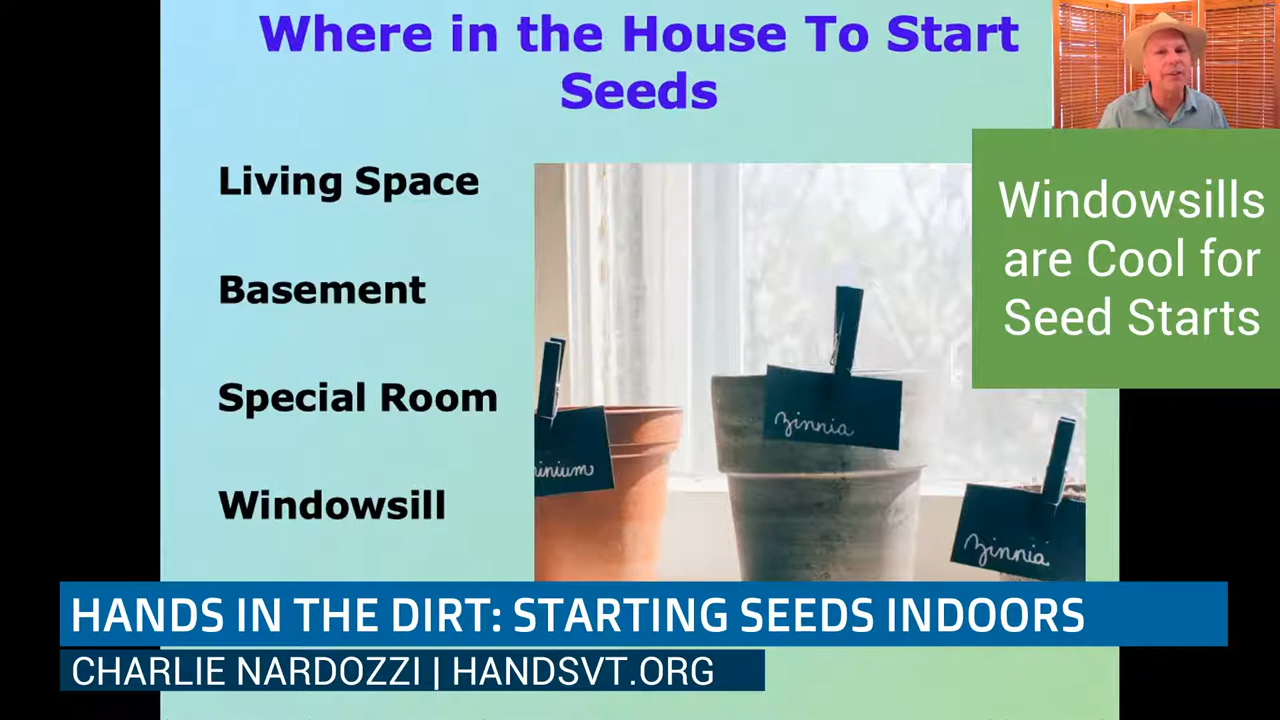 Where in the House To Start
Seeds
Living Space
Basement
Special Room
Windowsill
Windowsills
are Cool for
Seed Starts
inium
zinnia
zinnia
HANDS IN THE DIRT: STARTING SEEDS INDOORS
CHARLIE NARDOZZI | HANDSVT.ORG